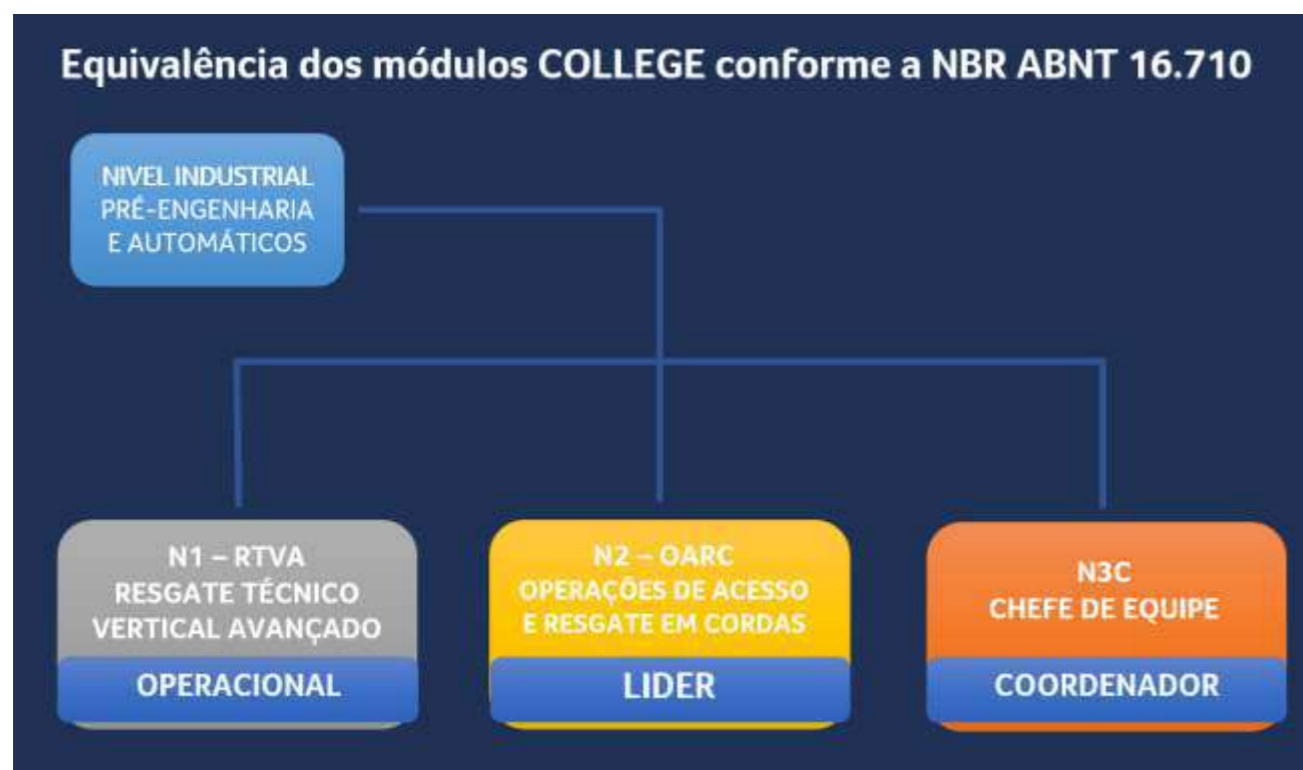 Equivalência dos módulos COLLEGE conforme a NBR ABNT 16.710
NIVEL INDUSTRIAL
PRÉ-ENGENHARIA
E AUTOMÁTICOS
N1 – RTVA
RESGATE TÉCNICO
VERTICAL AVANÇADO
OPERACIONAL
N2 – OARC
OPERAÇÕES DE ACESSO
E RESGATE EM CORDAS
LIDER
N3C
CHEFE DE EQUIPE
COORDENADOR